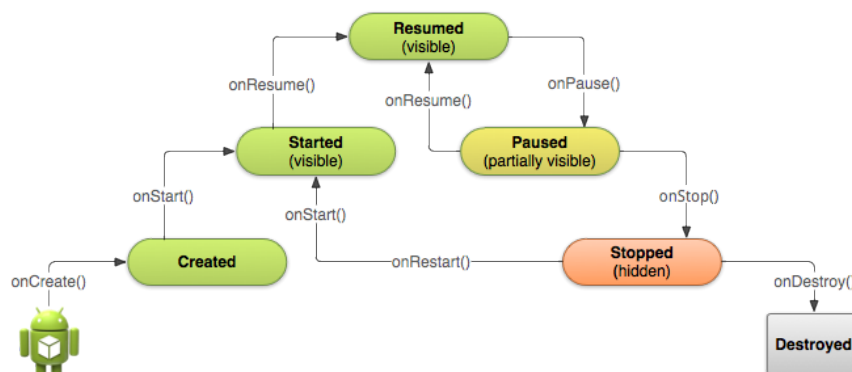 Resumed
(visible)
onResume()
onResume()
onPause()
Started
(visible)
Paused
(partially visible)
onStart()
onStart()
onStop()
Created
onRestart()
Stopped
(hidden)
onCreate()
onDestroy()
Destroyed